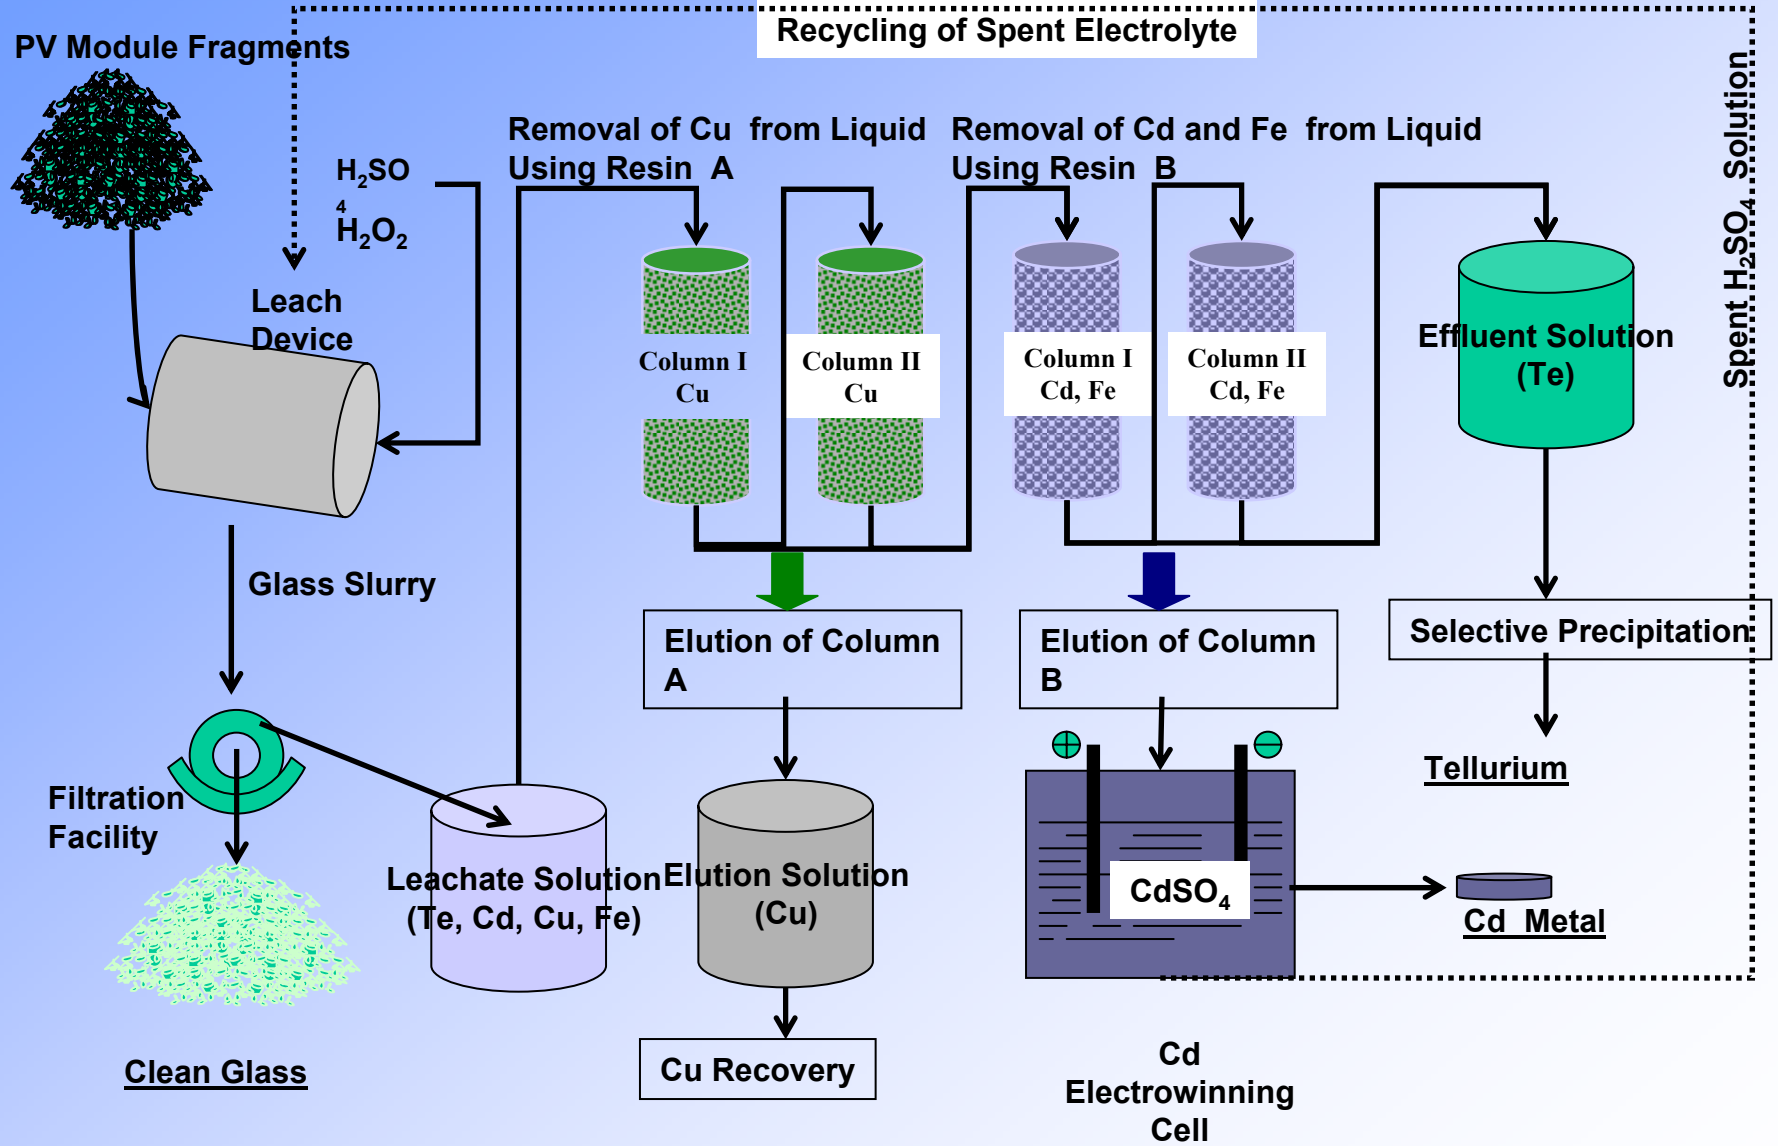 Recycling of Spent Electrolyte
PV Module Fragments
Spent H₂SO₄ Solution
Removal of Cu from Liquid
Using Resin A
Removal of Cd and Fe from Liquid
Using Resin B
H₂SO
₄
H₂O₂
Leach
Device
Column I
Cu
Column II
Cu
Column I
Cd, Fe
Column II
Cd, Fe
Effluent Solution
(Te)
Glass Slurry
Elution of Column
A
Elution of Column
B
Selective Precipitation
Tellurium
Filtration
Facility
Leachate Solution
(Te, Cd, Cu, Fe)
Elution Solution
(Cu)
CdSO₄
Cd Metal
Clean Glass
Cu Recovery
Cd
Electrowinning
Cell